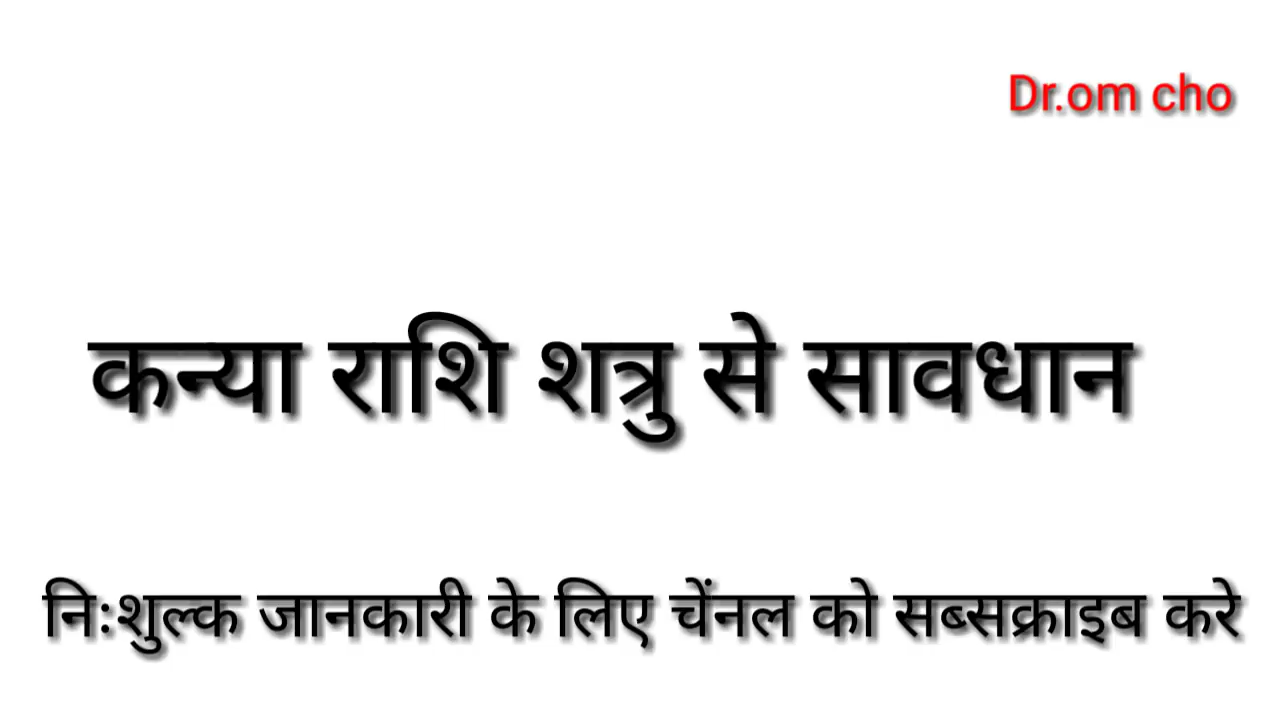 Dr.om cho
कन्या राशि शत्रु से सावधान
निःशुल्क जानकारी के लिए चेंनल को सब्सक्राइब करे